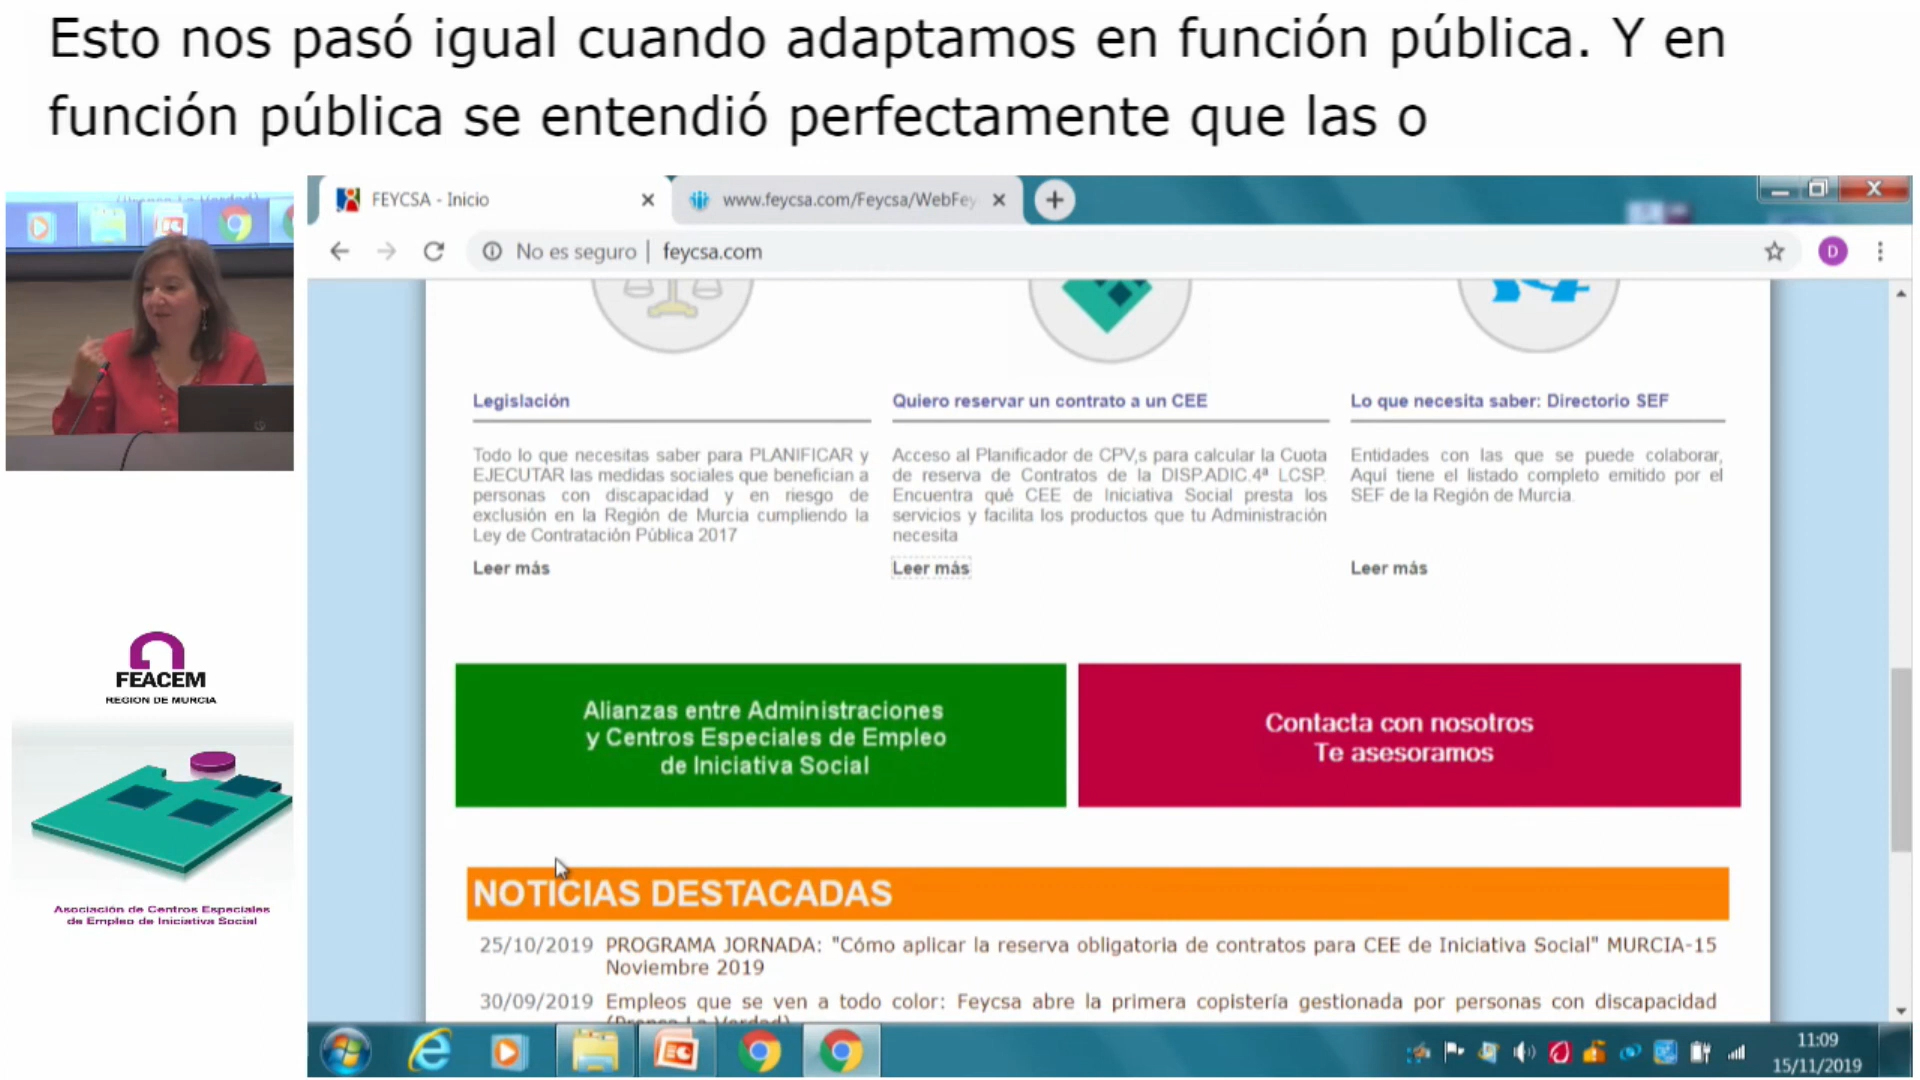 Esto nos pasó igual cuando adaptamos en función pública. Y en
función pública se entendió perfectamente que las o
FEYCSA - Inicio
www.feycsa.com/Feycsa/WebFey
No es seguro | feycsa.com
D
Legislación
Todo lo que necesitas saber para PLANIFICAR y
EJECUTAR las medidas sociales que benefician a
personas con discapacidad y en riesgo de
exclusión en la Región de Murcia cumpliendo la
Ley de Contratación Pública 2017
Leer más
Quiero reservar un contrato a un CEE
Acceso al Planificador de CPV,s para calcular la Cuota
de reserva de Contratos de la DISP.ADIC.4ª LCSP.
Encuentra qué CEE de Iniciativa Social presta los
servicios y facilita los productos que tu Administración
necesita
Leer más
Lo que necesita saber: Directorio SEF
Entidades con las que se puede colaborar,
Aquí tiene el listado completo emitido por el
SEF de la Región de Murcia.
Leer más
FEACEM
REGION DE MURCIA
Asociación de Centros Especiales
de Empleo de Iniciativa Social
Alianzas entre Administraciones
y Centros Especiales de Empleo
de Iniciativa Social
Contacta con nosotros
Te asesoramos
NOTICIAS DESTACADAS
25/10/2019 PROGRAMA JORNADA: "Cómo aplicar la reserva obligatoria de contratos para CEE de Iniciativa Social" MURCIA-15
Noviembre 2019
30/09/2019 Empleos que se ven a todo color: Feycsa abre la primera copistería gestionada por personas con discapacidad
(Prensa La Verdad)
11:09
15/11/2019